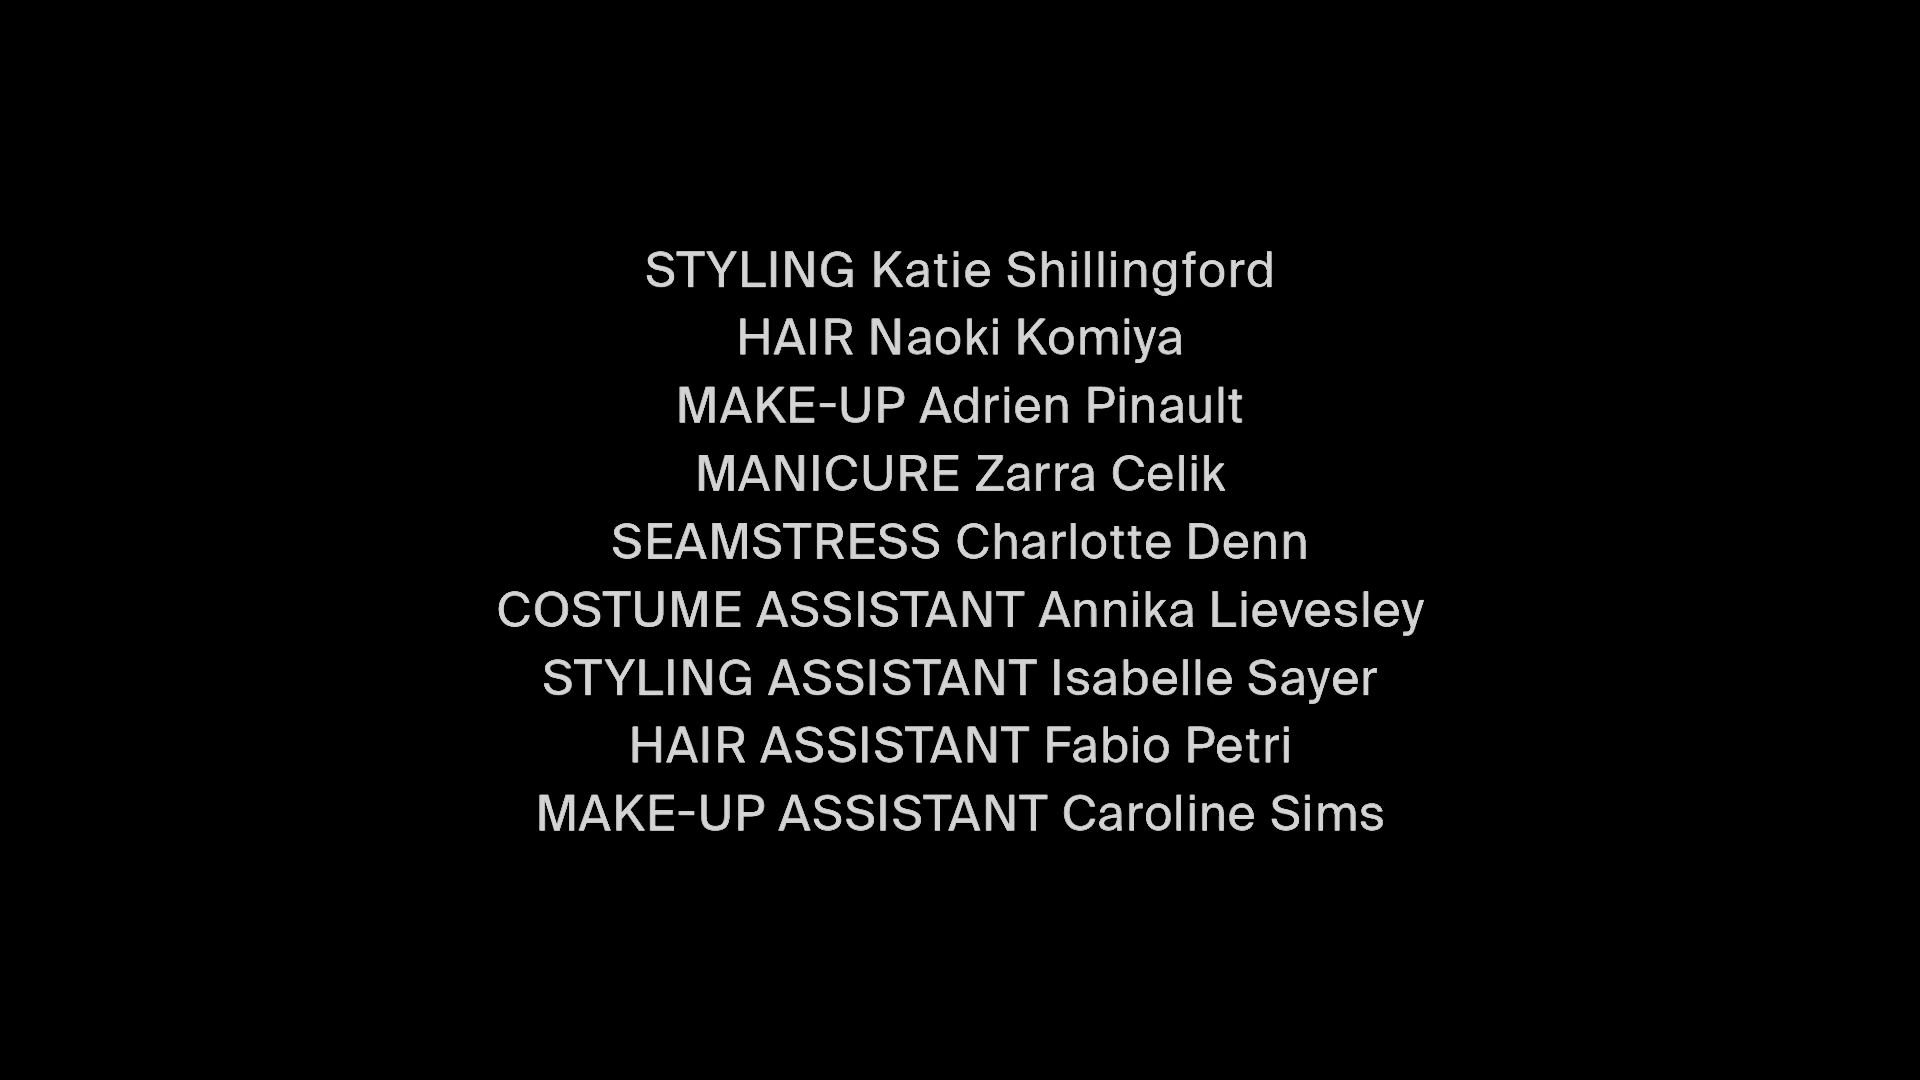 STYLING Katie Shillingford
HAIR Naoki Komiya
MAKE-UP Adrien Pinault
MANICURE Zarra Celik
SEAMSTRESS Charlotte Denn
COSTUME ASSISTANT Annika Lievesley
STYLING ASSISTANT Isabelle Sayer
HAIR ASSISTANT Fabio Petri
MAKE-UP ASSISTANT Caroline Sims